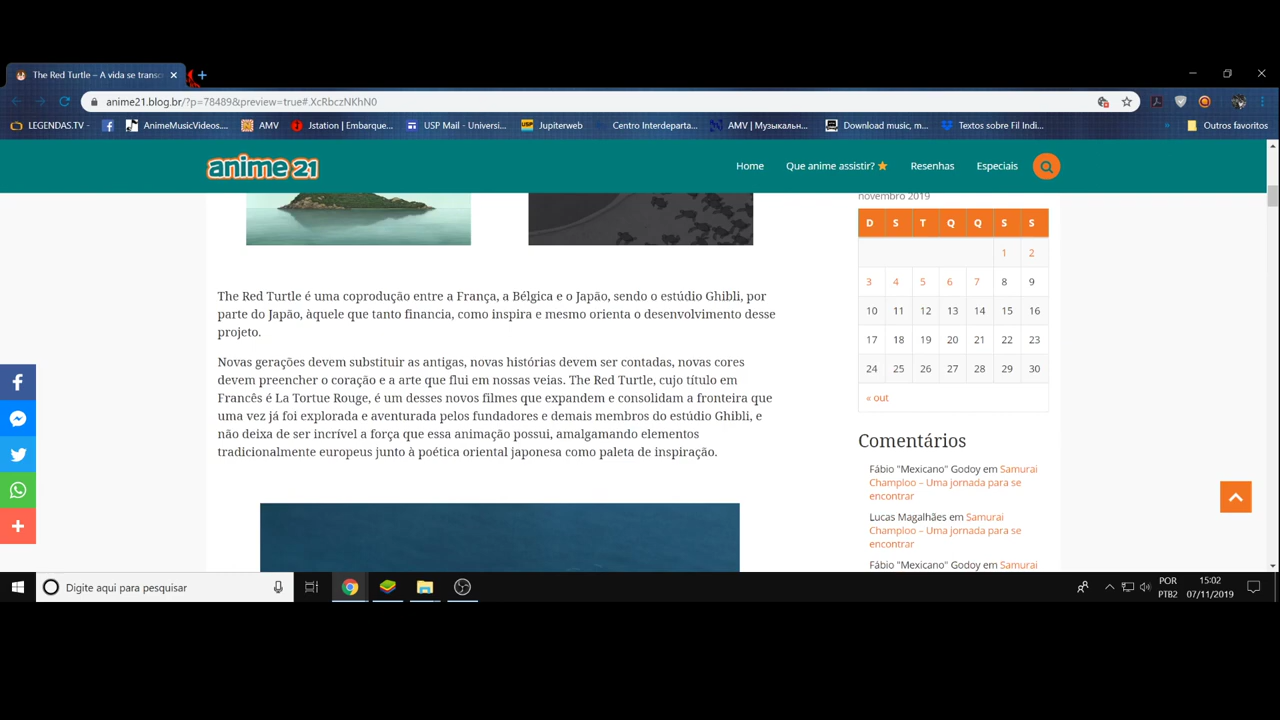 The Red Turtle – A vida se transc
anime21.blog.br/?p=78489&preview=true#.XcRbczNKhN0
LEGENDAS.TV -
AnimeMusicVideos....
AMV
Jstation | Embarque...
USP Mail - Universi...
Jupiterweb
Centro Interdeparta...
AMV | Музыкальн...
Download music, m...
Textos sobre Fil Indi...
Outros favoritos
anime 21
Home
Que anime assistir?
Resenhas
Especiais
novembro 2019
D S T Q Q S S
1 2
3 4 5 6 7 8 9
10 11 12 13 14 15 16
17 18 19 20 21 22 23
24 25 26 27 28 29 30
« out
The Red Turtle é uma coprodução entre a França, a Bélgica e o Japão, sendo o estúdio Ghibli, por
parte do Japão, àquele que tanto financia, como inspira e mesmo orienta o desenvolvimento desse
projeto.
Novas gerações devem substituir as antigas, novas histórias devem ser contadas, novas cores
devem preencher o coração e a arte que flui em nossas veias. The Red Turtle, cujo título em
Francês é La Tortue Rouge, é um desses novos filmes que expandem e consolidam a fronteira que
uma vez já foi explorada e aventurada pelos fundadores e demais membros do estúdio Ghibli, e
não deixa de ser incrível a força que essa animação possui, amalgamando elementos
tradicionalmente europeus junto à poética oriental japonesa como paleta de inspiração.
Comentários
Fábio "Mexicano" Godoy em Samurai
Champloo – Uma jornada para se
encontrar
Lucas Magalhães em Samurai
Champloo – Uma jornada para se
encontrar
Fábio "Mexicano" Godoy em Samurai
Digite aqui para pesquisar
POR
PTB2
15:02
07/11/2019